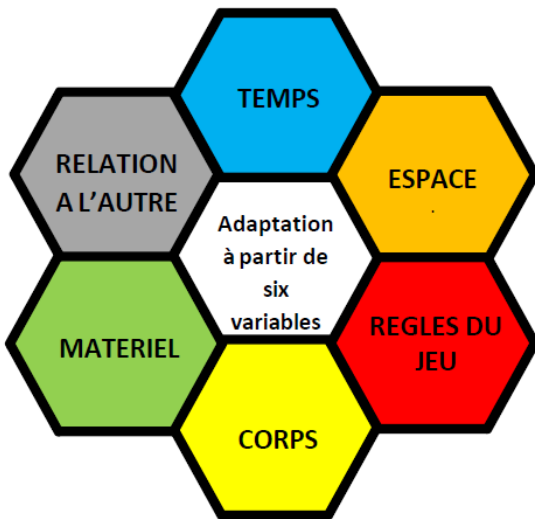 TEMPS
RELATION
A L'AUTRE
ESPACE
.
Adaptation
à partir de
six
variables
MATERIEL
REGLES DU
JEU
CORPS